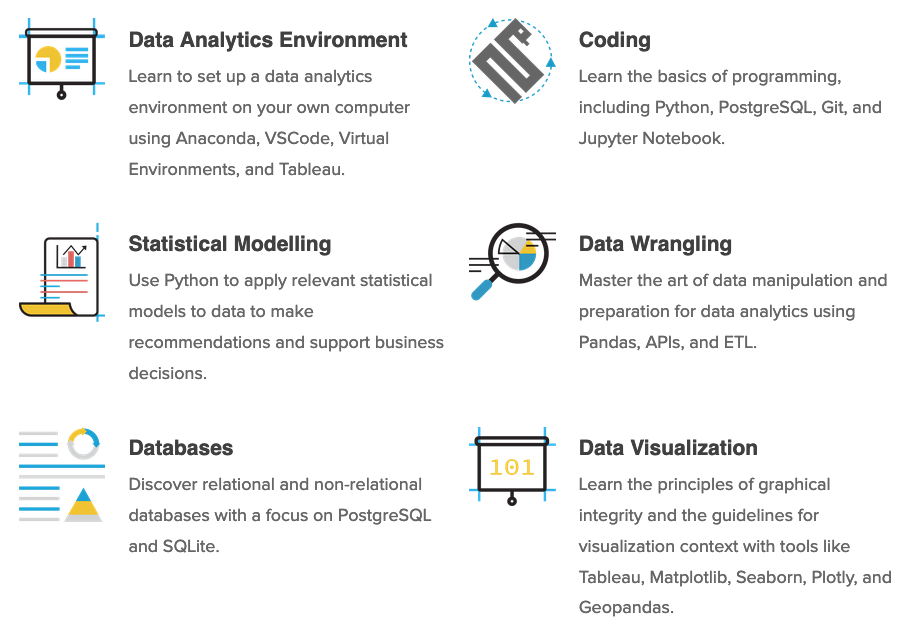 Data Analytics Environment
Learn to set up a data analytics
environment on your own computer
using Anaconda, VSCode, Virtual
Environments, and Tableau.
Coding
Learn the basics of programming,
including Python, PostgreSQL, Git, and
Jupyter Notebook.
Statistical Modelling
Use Python to apply relevant statistical
models to data to make
recommendations and support business
decisions.
Data Wrangling
Master the art of data manipulation and
preparation for data analytics using
Pandas, APIs, and ETL.
Databases
Discover relational and non-relational
databases with a focus on PostgreSQL
and SQLite.
101
Data Visualization
Learn the principles of graphical
integrity and the guidelines for
visualization context with tools like
Tableau, Matplotlib, Seaborn, Plotly, and
Geopandas.